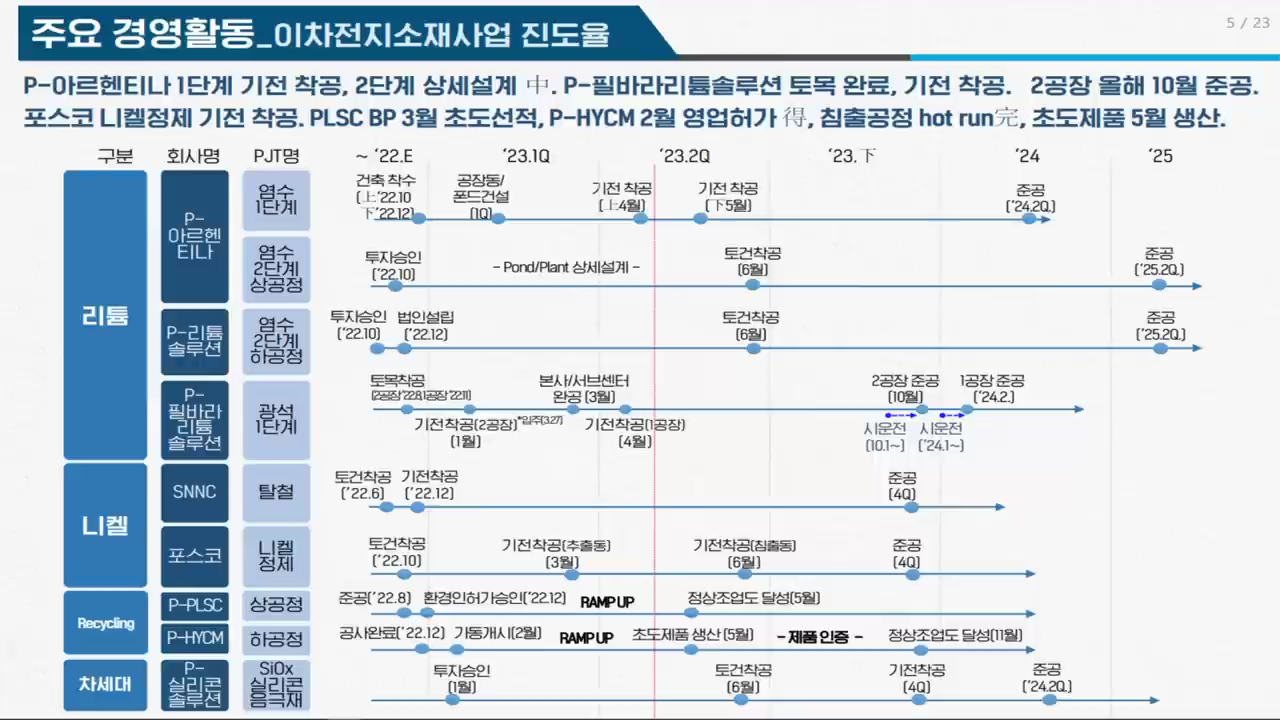 주요 경영활동_이차전지소재사업 진도율
5 / 23
P-아르헨티나 1단계 기전 착공, 2단계 상세설계 中. P-필바라리튬솔루션 토목 완료, 기전 착공. 2공장 올해 10월 준공.
포스코 니켈정제 기전 착공. PLSC BP 3월 초도선적, P-HYCM 2월 영업허가 得, 침출공정 hot run完, 초도제품 5월 생산.
구분 회사명 PJT명 ~ ‘22.E ‘23.1Q ‘23.2Q ‘23.下 ‘24 ‘25
리튬
P-
아르헨
티나
염수
1단계
건축 착수
(上‘22.10
下‘22.12)
공장동/
폰드건설
(1Q)
기전 착공
(上4월)
기전 착공
(下5월)
준공
(‘24.2Q.)
염수
2단계
상공정
투자승인
(‘22.10)
– Pond/Plant 상세설계 –
토건착공
(6월)
준공
(‘25.2Q.)
P-리튬
솔루션
염수
2단계
하공정
투자승인
(‘22.10)
법인설립
(‘22.12)
토건착공
(6월)
준공
(‘25.2Q.)
P-
필바라
리튬
솔루션
광석
1단계
토목착공
(2공장‘22.8,1공장 ‘22.11)
기전착공(2공장)
(1월)
본사/서브센터
완공 (3월)
*입주(3.27)
기전착공(1공장)
(4월)
2공장 준공
(10월)
1공장 준공
(‘24.2.)
시운전
(10.1~)
시운전
(‘24.1~)
니켈
SNNC
탈철
토건착공
(‘22.6)
기전착공
(‘22.12)
준공
(4Q)
포스코
니켈
정제
토건착공
(‘22.10)
기전착공(추출동)
(3월)
기전착공(침출동)
(6월)
준공
(4Q)
Recycling
P-PLSC
상공정
준공(‘22.8)
환경인허가승인(‘22.12)
RAMP UP
정상조업도 달성(5월)
P-HYCM
하공정
공사완료(‘22.12)
가동개시(2월)
RAMP UP
초도제품 생산 (5월)
– 제품 인증 –
정상조업도 달성(11월)
차세대
P-
실리콘
솔루션
SiOx
실리콘
음극재
투자승인
(1월)
토건착공
(6월)
기전착공
(4Q)
준공
(‘24.2Q.)